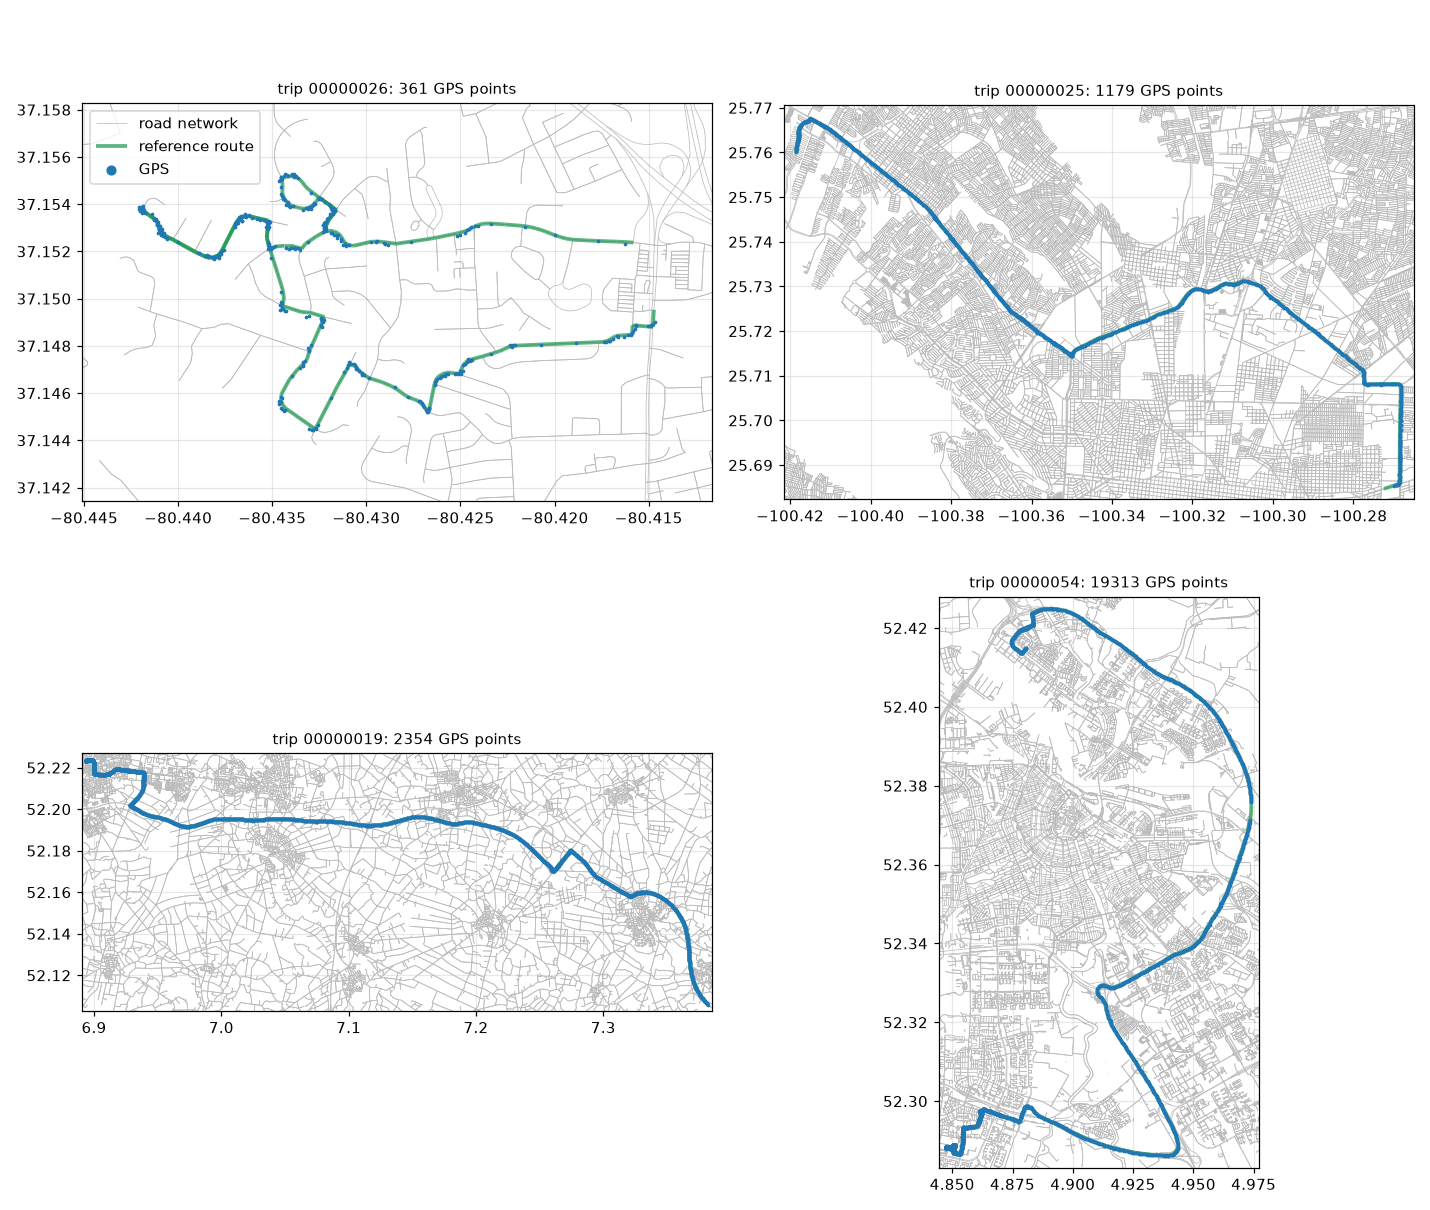 trip 00000026: 361 GPS points
37.158
37.156
37.154
37.152
37.150
37.148
37.146
37.144
37.142
road network
reference route
GPS
−80.445 −80.440 −80.435 −80.430 −80.425 −80.420 −80.415
trip 00000025: 1179 GPS points
25.77
25.76
25.75
25.74
25.73
25.72
25.71
25.70
25.69
−100.42 −100.40 −100.38 −100.36 −100.34 −100.32 −100.30 −100.28
trip 00000019: 2354 GPS points
52.22
52.20
52.18
52.16
52.14
52.12
6.9 7.0 7.1 7.2 7.3
trip 00000054: 19313 GPS points
52.42
52.40
52.38
52.36
52.34
52.32
52.30
4.850 4.875 4.900 4.925 4.950 4.975